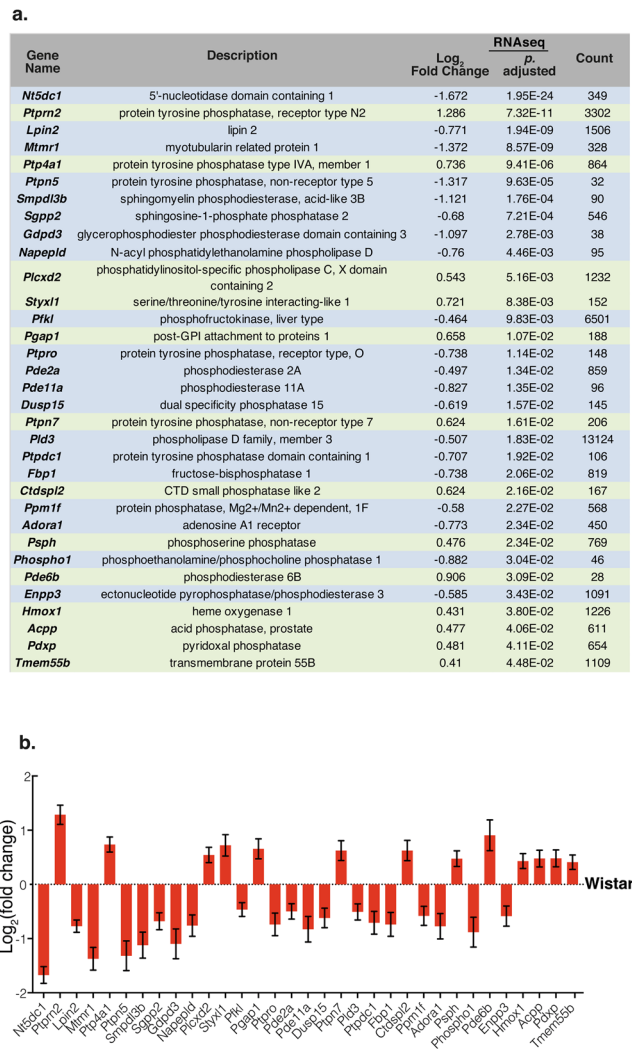 a.
RNAseq
Gene Name Description Log2 Fold Change p. adjusted Count
Nt5dc1 5'-nucleotidase domain containing 1 -1.672 1.95E-24 349
Ptprn2 protein tyrosine phosphatase, receptor type N2 1.286 7.32E-11 3302
Lpin2 lipin 2 -0.771 1.94E-09 1506
Mtmr1 myotubularin related protein 1 -1.372 8.57E-09 328
Ptp4a1 protein tyrosine phosphatase type IVA, member 1 0.736 9.41E-06 864
Ptpn5 protein tyrosine phosphatase, non-receptor type 5 -1.317 9.63E-05 32
Smpdl3b sphingomyelin phosphodiesterase, acid-like 3B -1.121 1.76E-04 90
Sgpp2 sphingosine-1-phosphate phosphatase 2 -0.68 7.21E-04 546
Gdpd3 glycerophosphodiester phosphodiesterase domain containing 3 -1.097 2.78E-03 38
Napepld N-acyl phosphatidylethanolamine phospholipase D -0.76 4.46E-03 95
Plcxd2 phosphatidylinositol-specific phospholipase C, X domain containing 2 0.543 5.16E-03 1232
Styxl1 serine/threonine/tyrosine interacting-like 1 0.721 8.38E-03 152
Pfkl phosphofructokinase, liver type -0.464 9.83E-03 6501
Pgap1 post-GPI attachment to proteins 1 0.658 1.07E-02 188
Ptpro protein tyrosine phosphatase, receptor type, O -0.738 1.14E-02 148
Pde2a phosphodiesterase 2A -0.497 1.34E-02 859
Pde11a phosphodiesterase 11A -0.827 1.35E-02 96
Dusp15 dual specificity phosphatase 15 -0.619 1.57E-02 145
Ptpn7 protein tyrosine phosphatase, non-receptor type 7 0.624 1.61E-02 206
Pld3 phospholipase D family, member 3 -0.507 1.83E-02 13124
Ptpdc1 protein tyrosine phosphatase domain containing 1 -0.707 1.92E-02 106
Fbp1 fructose-bisphosphatase 1 -0.738 2.06E-02 819
Ctdspl2 CTD small phosphatase like 2 0.624 2.16E-02 167
Ppm1f protein phosphatase, Mg2+/Mn2+ dependent, 1F -0.58 2.27E-02 568
Adora1 adenosine A1 receptor -0.773 2.34E-02 450
Psph phosphoserine phosphatase 0.476 2.34E-02 769
Phospho1 phosphoethanolamine/phosphocholine phosphatase 1 -0.882 3.04E-02 46
Pde6b phosphodiesterase 6B 0.906 3.09E-02 28
Enpp3 ectonucleotide pyrophosphatase/phosphodiesterase 3 -0.585 3.43E-02 1091
Hmox1 heme oxygenase 1 0.431 3.80E-02 1226
Acpp acid phosphatase, prostate 0.477 4.06E-02 611
Pdxp pyridoxal phosphatase 0.481 4.11E-02 654
Tmem55b transmembrane protein 55B 0.41 4.48E-02 1109
b.
Log2(fold change)
2
1
0
-1
-2
Wistar
Nt5dc1 Ptprn2 Lpin2 Mtmr1 Ptp4a1 Ptpn5 Smpdl3b Sgpp2 Gdpd3 Napepld Plcxd2 Styxl1 Pfkl Pgap1 Ptpro Pde2a Pde11a Dusp15 Ptpn7 Pld3 Ptpdc1 Fbp1 Ctdspl2 Ppm1f Adora1 Psph Phospho1 Pde6b Enpp3 Hmox1 Acpp Pdxp Tmem55b